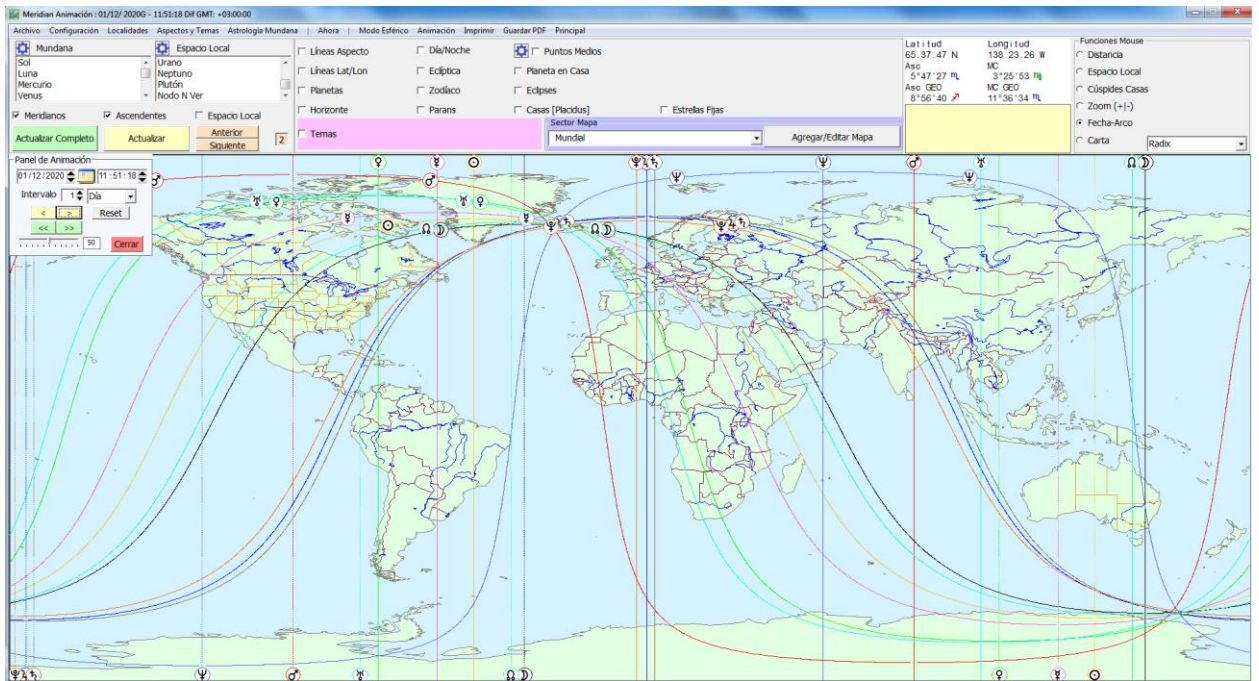 Meridian Animación : 01/12/ 2020G - 11:51:18 Dif GMT: +03:00:00
Archivo Configuración Localidades Aspectos y Temas Astrología Mundana | Ahora | Modo Esférico Animación Imprimir Guardar PDF Principal
Mundana
Sol
Luna
Mercurio
Venus
Espacio Local
Urano
Neptuno
Plutón
Nodo N Ver
Meridianos
Ascendentes
Espacio Local
Actualizar Completo
Actualizar
Anterior
Siguiente
2
Líneas Aspecto
Día/Noche
Puntos Medios
Líneas Lat/Lon
Eclíptica
Planeta en Casa
Planetas
Zodíaco
Eclipses
Horizonte
Parans
Casas [Placidus]
Estrellas Fijas
Temas
Sector Mapa
Mundial
Agregar/Editar Mapa
Latitud Longitud
65.37.47 N 138.23.26 W
Asc MC
5°47'27 ♏ 3°25'53 ♍
Asc GEO MC GEO
8°56'40 ♐ 11°36'34 ♏
Funciones Mouse
Distancia
Espacio Local
Cúspides Casas
Zoom (+|-)
Fecha-Arco
Carta
Radix
Panel de Animación
01/12/2020 11:51:18
Intervalo 1 Día
< > Reset
<< >>
50 Cerrar